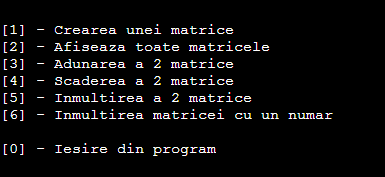 [1] - Crearea unei matrice
[2] - Afiseaza toate matricele
[3] - Adunarea a 2 matrice
[4] - Scaderea a 2 matrice
[5] - Inmultirea a 2 matrice
[6] - Inmultirea matricei cu un numar
[0] - Iesire din program